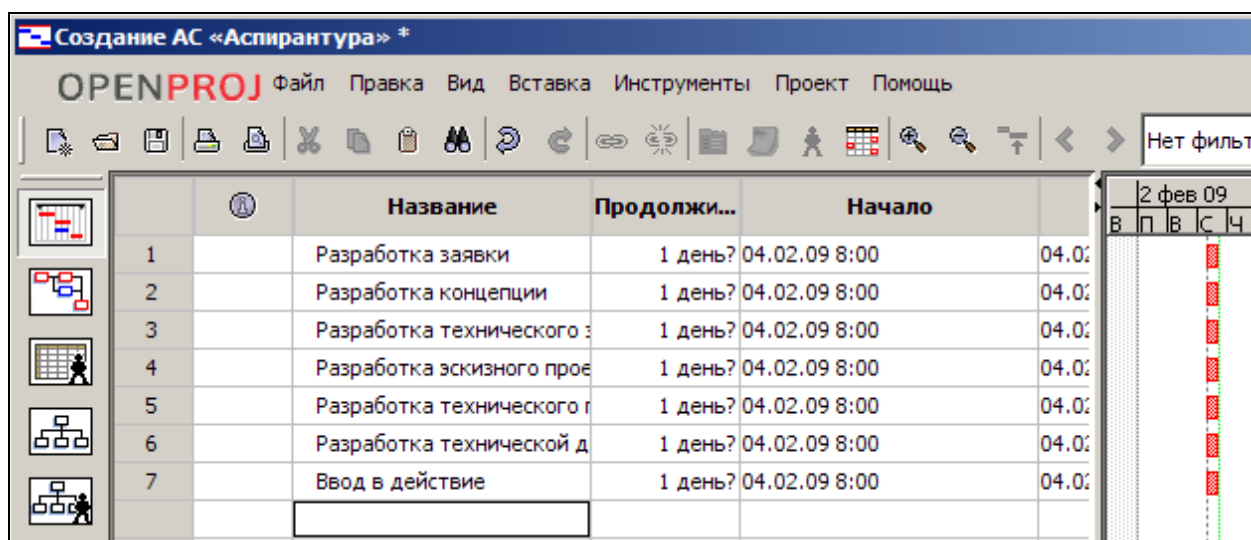 Создание АС «Аспирантура» *
OPENPROJ Файл Правка Вид Вставка Инструменты Проект Помощь
Нет фильт
Название Продолжи... Начало 2 фев 09
В П В С Ч
1 Разработка заявки 1 день? 04.02.09 8:00 04.02
2 Разработка концепции 1 день? 04.02.09 8:00 04.02
3 Разработка технического з 1 день? 04.02.09 8:00 04.02
4 Разработка эскизного прое 1 день? 04.02.09 8:00 04.02
5 Разработка технического п 1 день? 04.02.09 8:00 04.02
6 Разработка технической д 1 день? 04.02.09 8:00 04.02
7 Ввод в действие 1 день? 04.02.09 8:00 04.02